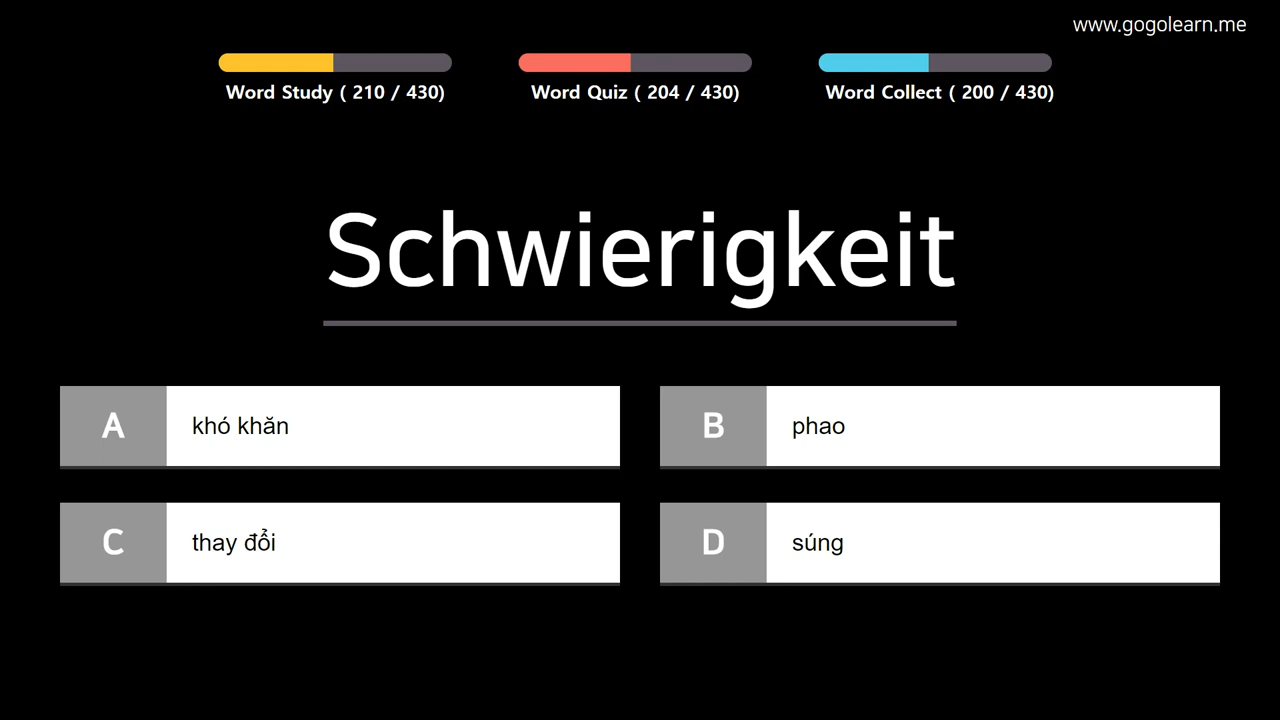 www.gogolearn.me
Word Study ( 210 / 430)
Word Quiz ( 204 / 430)
Word Collect ( 200 / 430)
Schwierigkeit
A khó khăn
B phao
C thay đổi
D súng